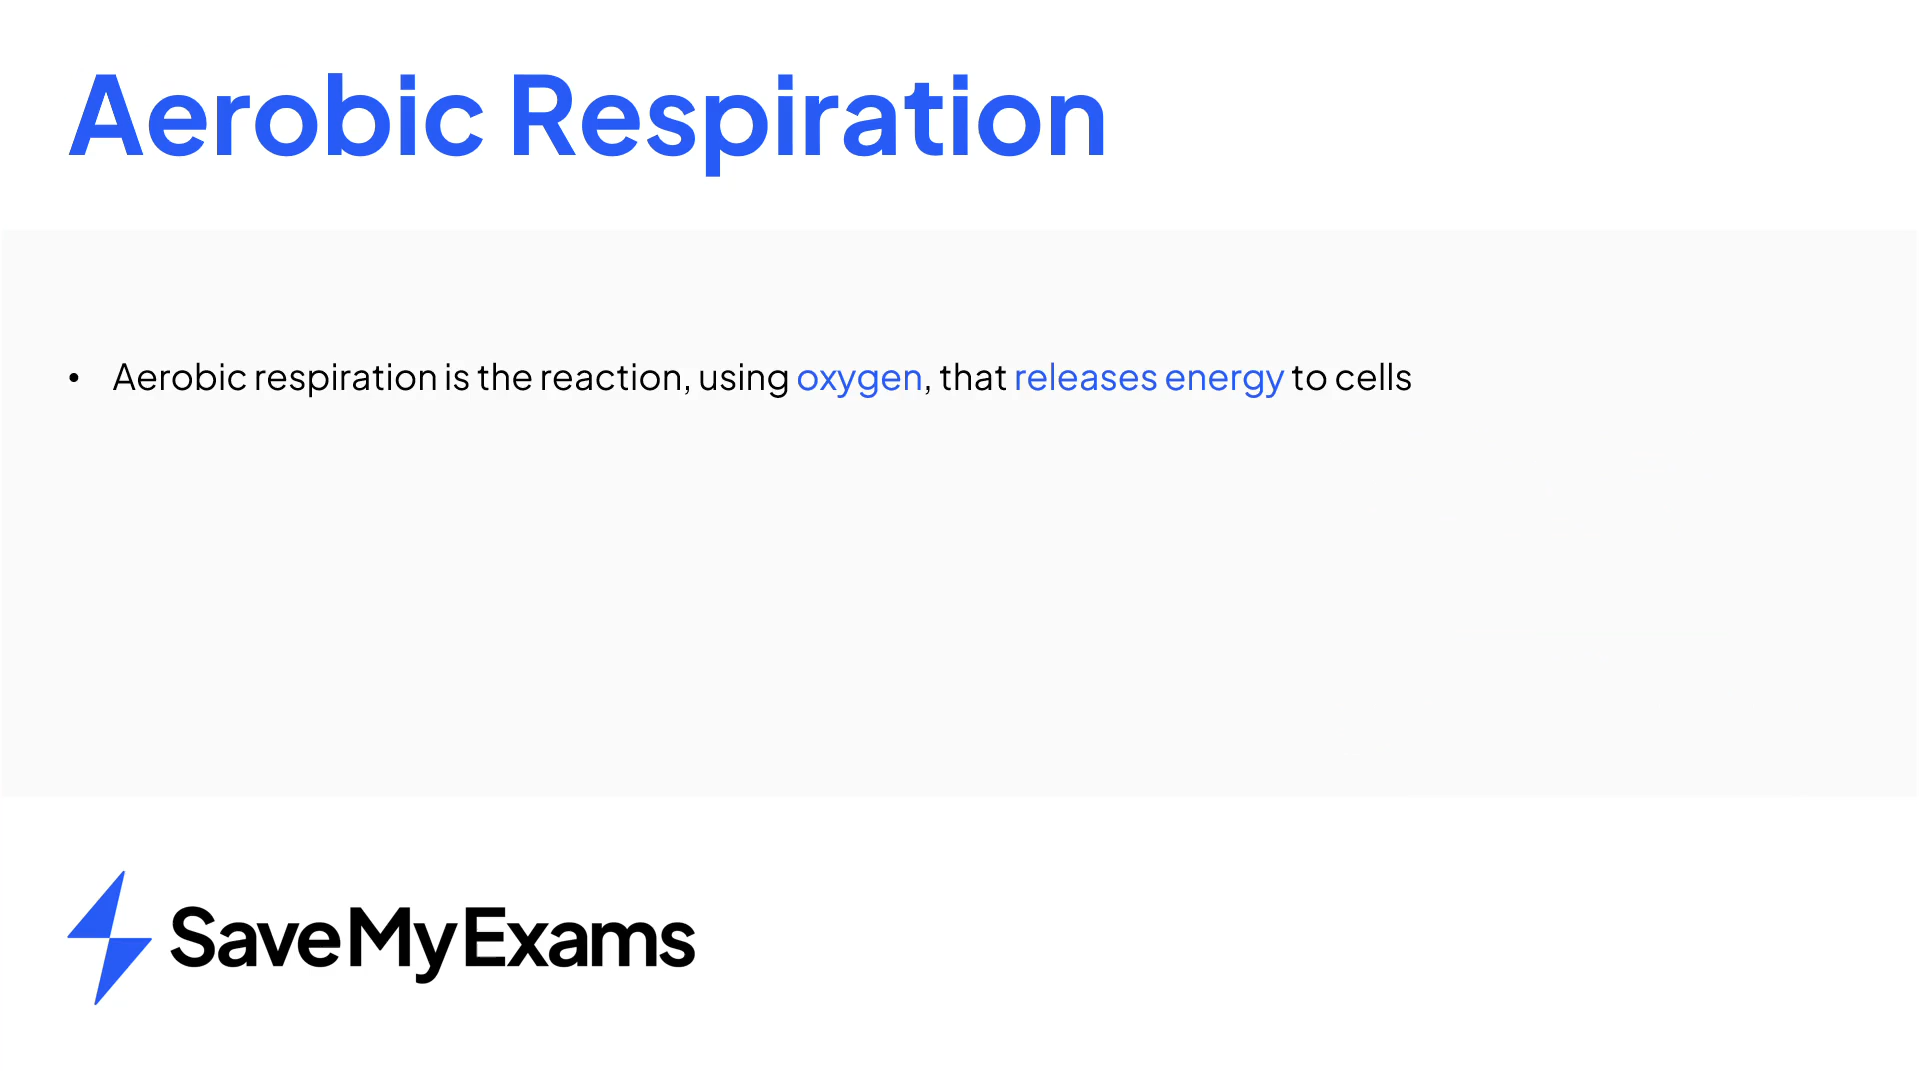 Aerobic Respiration
• Aerobic respiration is the reaction, using oxygen, that releases energy to cells
SaveMyExams